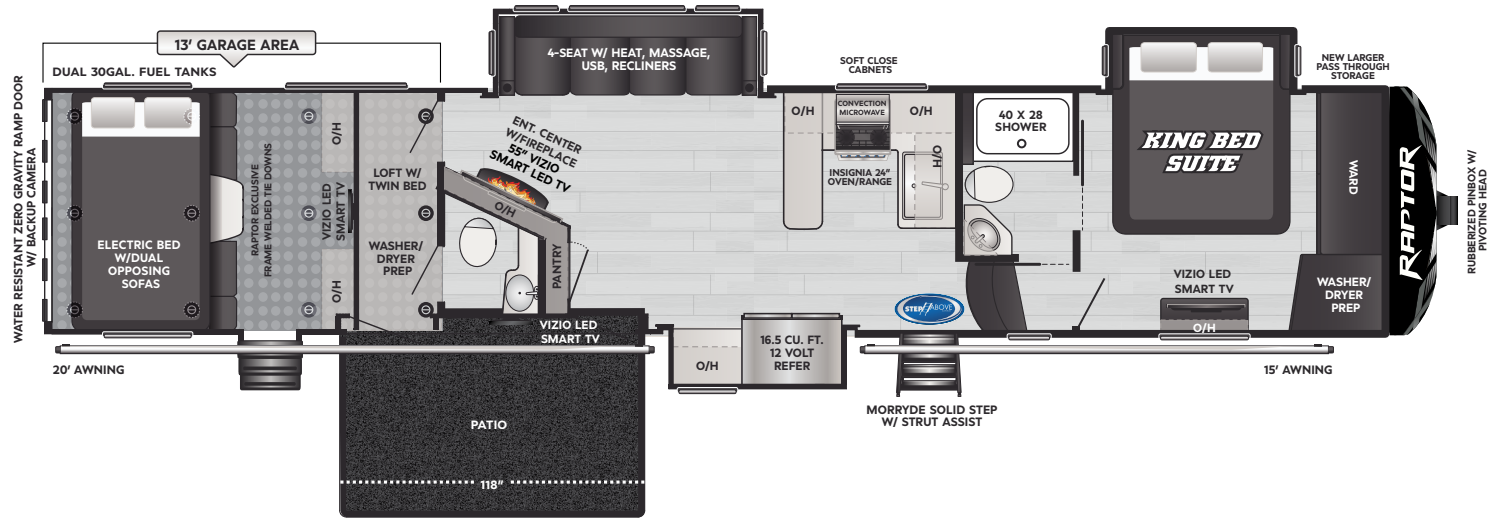 WATER RESISTANT ZERO GRAVITY RAMP DOOR
W/ BACKUP CAMERA
13' GARAGE AREA
DUAL 30GAL. FUEL TANKS
ELECTRIC BED
W/DUAL
OPPOSING
SOFAS
RAPTOR EXCLUSIVE
FRAME WELDED TIE DOWNS
O/H
VIZIO LED
SMART TV
O/H
LOFT W/
TWIN BED
WASHER/
DRYER
PREP
20' AWNING
4-SEAT W/ HEAT, MASSAGE,
USB, RECLINERS
ENT. CENTER
W/FIREPLACE
55" VIZIO
SMART LED TV
O/H
PANTRY
VIZIO LED
SMART TV
PATIO
118"
SOFT CLOSE
CABNETS
O/H
CONVECTION
MICROWAVE
O/H
O/H
INSIGNIA 24"
OVEN/RANGE
O/H
16.5 CU. FT.
12 VOLT
REFER
40 X 28
SHOWER
STEP ABOVE
MORRYDE SOLID STEP
W/ STRUT ASSIST
KING BED
SUITE
NEW LARGER
PASS THROUGH
STORAGE
WARD
WASHER/
DRYER
PREP
VIZIO LED
SMART TV
O/H
15' AWNING
RAPTOR
RUBBERIZED PINBOX W/
PIVOTING HEAD